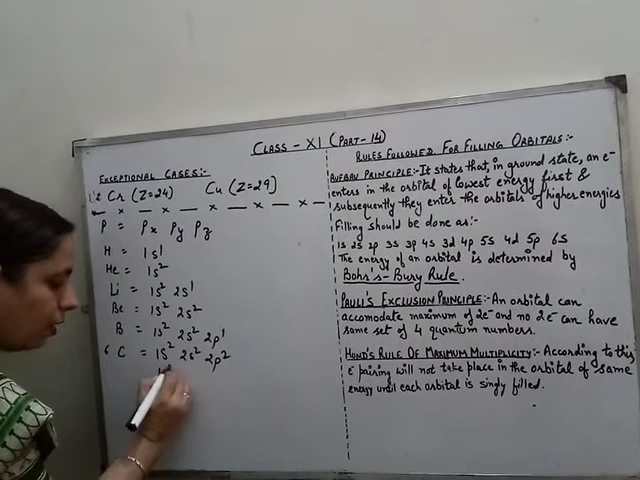 CLASS - XI (PART-14)
EXCEPTIONAL CASES:-
Cr (Z=24) Cu (Z=29)
P = Px Py Pz
H = 1s¹
He = 1s²
Li = 1s² 2s¹
Be = 1s² 2s²
B = 1s² 2s² 2p¹
6 C = 1s² 2s² 2p²
RULES FOLLOWED FOR FILLING ORBITALS:-
AUFBAU PRINCIPLE:- It states that, in ground state, an e⁻
enters in the orbital of lowest energy first &
subsequently they enter the orbitals of higher energies
Filling should be done as:-
1s 2s 2p 3s 3p 4s 3d 4p 5s 4d 5p 6s
The energy of an orbital is determined by
Bohr's-Bury Rule.
PAULI'S EXCLUSION PRINCIPLE:- An orbital can
accomodate maximum of 2e⁻ and no 2e⁻ can have
same set of 4 quantum numbers.
HUND'S RULE OF MAXIMUM MULTIPLICITY:- According to this
e⁻ pairing will not take place in the orbital of same
energy until each orbital is singly filled.